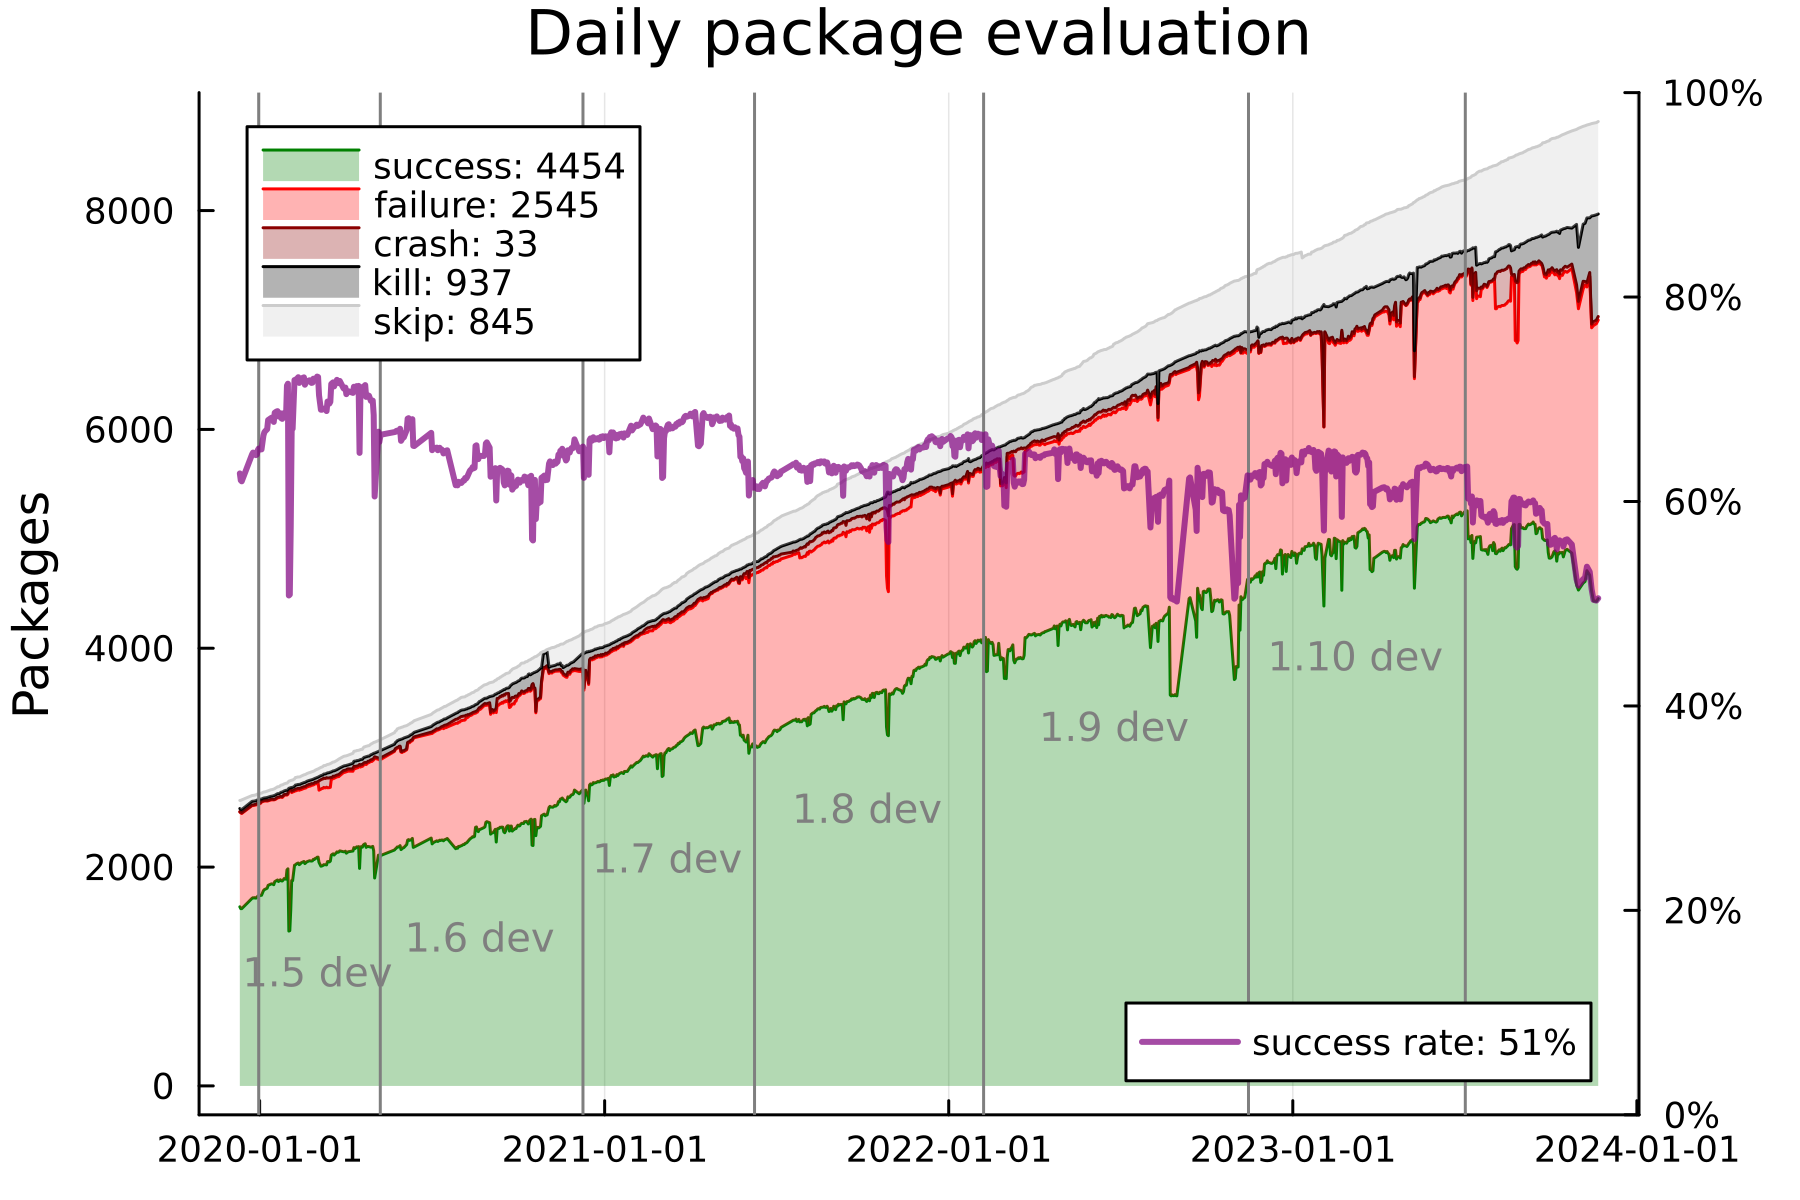 Daily package evaluation
100%
80%
60%
40%
20%
0%
8000
6000
4000
2000
0
Packages
success: 4454
failure: 2545
crash: 33
kill: 937
skip: 845
1.5 dev
1.6 dev
1.7 dev
1.8 dev
1.9 dev
1.10 dev
success rate: 51%
2020-01-01
2021-01-01
2022-01-01
2023-01-01
2024-01-01